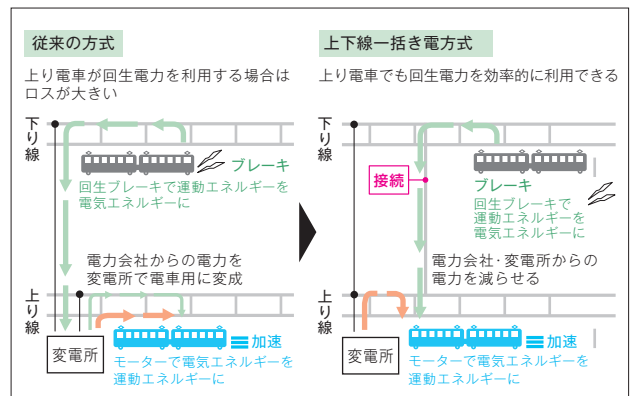 従来の方式
上り電車が回生電力を利用する場合は
ロスが大きい
下り線
ブレーキ
回生ブレーキで運動エネルギーを
電気エネルギーに
電力会社からの電力を
変電所で電車用に変成
上り線
変電所
加速
モーターで電気エネルギーを
運動エネルギーに
上下線一括き電方式
上り電車でも回生電力を効率的に利用できる
下り線
接続
ブレーキ
回生ブレーキで
運動エネルギーを
電気エネルギーに
電力会社・変電所からの
電力を減らせる
上り線
変電所
加速
モーターで電気エネルギーを
運動エネルギーに